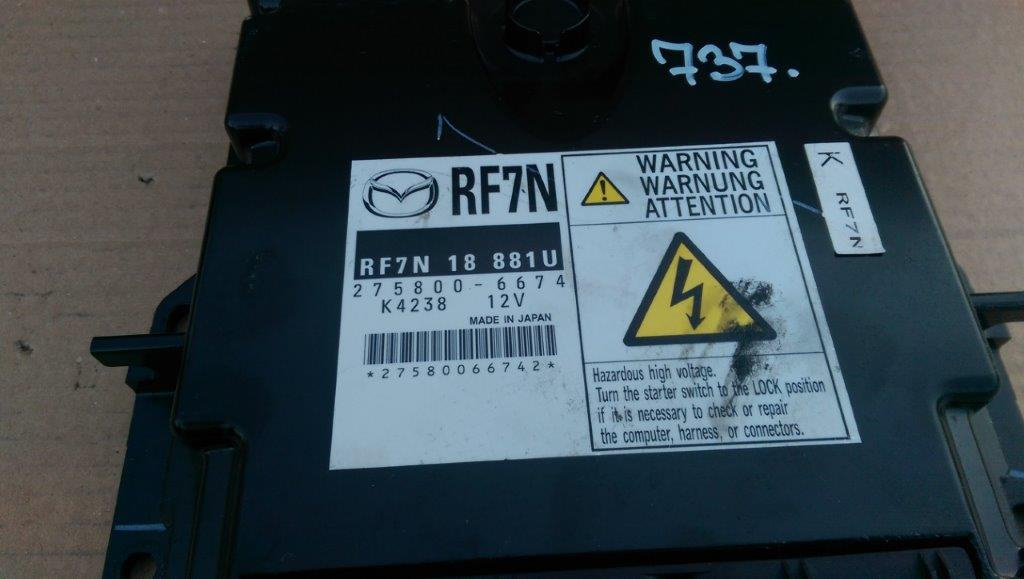 737.
RF7N
RF7N 18 881U
275800-6674
K4238 12V
MADE IN JAPAN
*27580066742*
WARNING
WARNUNG
ATTENTION
Hazardous high voltage.
Turn the starter switch to the LOCK position
if it is necessary to check or repair
the computer, harness, or connectors.
K RF7N